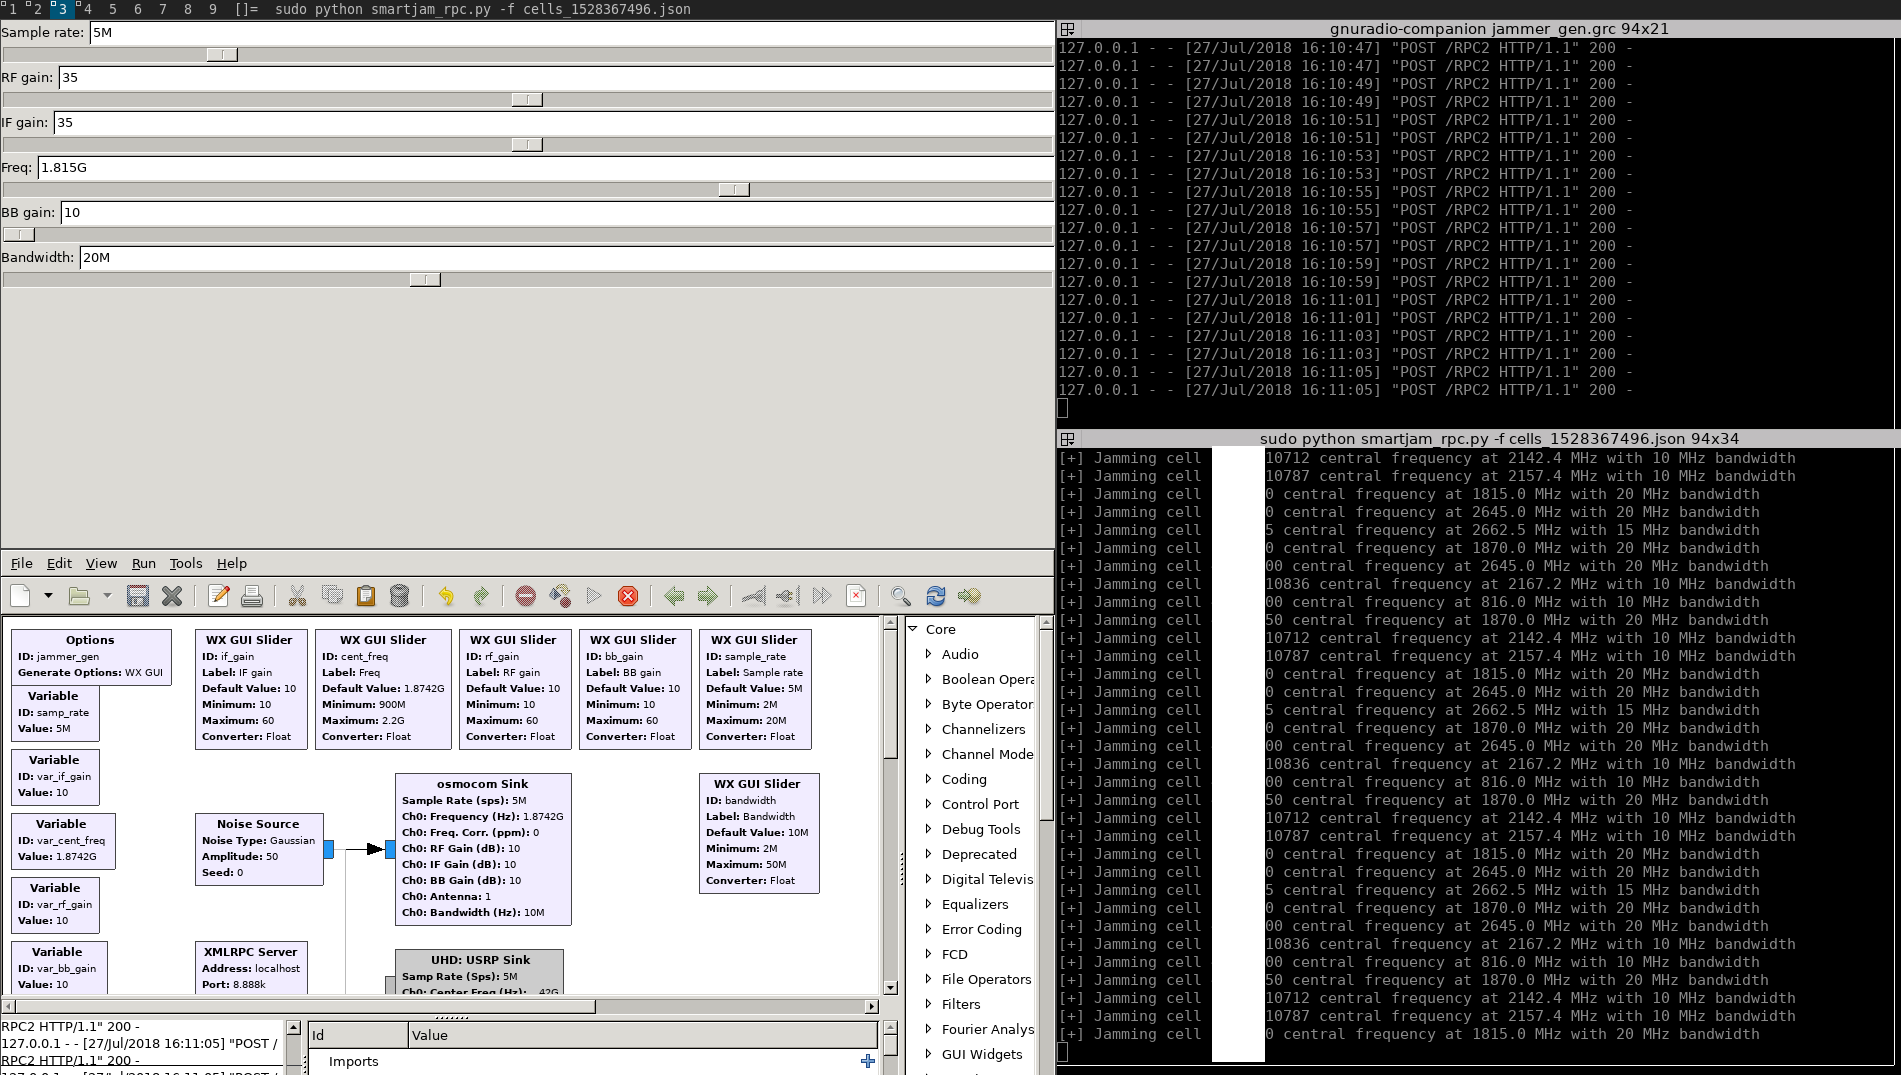 1 2 3 4 5 6 7 8 9 []= sudo python smartjam_rpc.py -f cells_1528367496.json
Sample rate: 5M
RF gain: 35
IF gain: 35
Freq: 1.815G
BB gain: 10
Bandwidth: 20M
File Edit View Run Tools Help
Options
ID: jammer_gen
Generate Options: WX GUI
Variable
ID: samp_rate
Value: 5M
Variable
ID: var_if_gain
Value: 10
Variable
ID: var_cent_freq
Value: 1.8742G
Variable
ID: var_rf_gain
Value: 10
Variable
ID: var_bb_gain
Value: 10
WX GUI Slider
ID: if_gain
Label: IF gain
Default Value: 10
Minimum: 10
Maximum: 60
Converter: Float
WX GUI Slider
ID: cent_freq
Label: Freq
Default Value: 1.8742G
Minimum: 900M
Maximum: 2.2G
Converter: Float
WX GUI Slider
ID: rf_gain
Label: RF gain
Default Value: 10
Minimum: 10
Maximum: 60
Converter: Float
WX GUI Slider
ID: bb_gain
Label: BB gain
Default Value: 10
Minimum: 10
Maximum: 60
Converter: Float
WX GUI Slider
ID: sample_rate
Label: Sample rate
Default Value: 5M
Minimum: 2M
Maximum: 20M
Converter: Float
Noise Source
Noise Type: Gaussian
Amplitude: 50
Seed: 0
osmocom Sink
Sample Rate (sps): 5M
Ch0: Frequency (Hz): 1.8742G
Ch0: Freq. Corr. (ppm): 0
Ch0: RF Gain (dB): 10
Ch0: IF Gain (dB): 10
Ch0: BB Gain (dB): 10
Ch0: Antenna: 1
Ch0: Bandwidth (Hz): 10M
WX GUI Slider
ID: bandwidth
Label: Bandwidth
Default Value: 10M
Minimum: 2M
Maximum: 50M
Converter: Float
XMLRPC Server
Address: localhost
Port: 8.888k
UHD: USRP Sink
Samp Rate (Sps): 5M
Ch0: Center Freq (Hz): ...42G
Core
Audio
Boolean Opera
Byte Operator
Channelizers
Channel Mode
Coding
Control Port
Debug Tools
Deprecated
Digital Televis
Equalizers
Error Coding
FCD
File Operators
Filters
Fourier Analys
GUI Widgets
RPC2 HTTP/1.1" 200 -
127.0.0.1 - - [27/Jul/2018 16:11:05] "POST /
RPC2 HTTP/1.1" 200 -
Id Value
Imports
gnuradio-companion jammer_gen.grc 94x21
127.0.0.1 - - [27/Jul/2018 16:10:47] "POST /RPC2 HTTP/1.1" 200 -
127.0.0.1 - - [27/Jul/2018 16:10:47] "POST /RPC2 HTTP/1.1" 200 -
127.0.0.1 - - [27/Jul/2018 16:10:49] "POST /RPC2 HTTP/1.1" 200 -
127.0.0.1 - - [27/Jul/2018 16:10:49] "POST /RPC2 HTTP/1.1" 200 -
127.0.0.1 - - [27/Jul/2018 16:10:51] "POST /RPC2 HTTP/1.1" 200 -
127.0.0.1 - - [27/Jul/2018 16:10:51] "POST /RPC2 HTTP/1.1" 200 -
127.0.0.1 - - [27/Jul/2018 16:10:53] "POST /RPC2 HTTP/1.1" 200 -
127.0.0.1 - - [27/Jul/2018 16:10:53] "POST /RPC2 HTTP/1.1" 200 -
127.0.0.1 - - [27/Jul/2018 16:10:55] "POST /RPC2 HTTP/1.1" 200 -
127.0.0.1 - - [27/Jul/2018 16:10:55] "POST /RPC2 HTTP/1.1" 200 -
127.0.0.1 - - [27/Jul/2018 16:10:57] "POST /RPC2 HTTP/1.1" 200 -
127.0.0.1 - - [27/Jul/2018 16:10:57] "POST /RPC2 HTTP/1.1" 200 -
127.0.0.1 - - [27/Jul/2018 16:10:59] "POST /RPC2 HTTP/1.1" 200 -
127.0.0.1 - - [27/Jul/2018 16:10:59] "POST /RPC2 HTTP/1.1" 200 -
127.0.0.1 - - [27/Jul/2018 16:11:01] "POST /RPC2 HTTP/1.1" 200 -
127.0.0.1 - - [27/Jul/2018 16:11:01] "POST /RPC2 HTTP/1.1" 200 -
127.0.0.1 - - [27/Jul/2018 16:11:03] "POST /RPC2 HTTP/1.1" 200 -
127.0.0.1 - - [27/Jul/2018 16:11:03] "POST /RPC2 HTTP/1.1" 200 -
127.0.0.1 - - [27/Jul/2018 16:11:05] "POST /RPC2 HTTP/1.1" 200 -
127.0.0.1 - - [27/Jul/2018 16:11:05] "POST /RPC2 HTTP/1.1" 200 -
sudo python smartjam_rpc.py -f cells_1528367496.json 94x34
[+] Jamming cell 10712 central frequency at 2142.4 MHz with 10 MHz bandwidth
[+] Jamming cell 10787 central frequency at 2157.4 MHz with 10 MHz bandwidth
[+] Jamming cell 0 central frequency at 1815.0 MHz with 20 MHz bandwidth
[+] Jamming cell 0 central frequency at 2645.0 MHz with 20 MHz bandwidth
[+] Jamming cell 5 central frequency at 2662.5 MHz with 15 MHz bandwidth
[+] Jamming cell 0 central frequency at 1870.0 MHz with 20 MHz bandwidth
[+] Jamming cell 00 central frequency at 2645.0 MHz with 20 MHz bandwidth
[+] Jamming cell 10836 central frequency at 2167.2 MHz with 10 MHz bandwidth
[+] Jamming cell 00 central frequency at 816.0 MHz with 10 MHz bandwidth
[+] Jamming cell 50 central frequency at 1870.0 MHz with 20 MHz bandwidth
[+] Jamming cell 10712 central frequency at 2142.4 MHz with 10 MHz bandwidth
[+] Jamming cell 10787 central frequency at 2157.4 MHz with 10 MHz bandwidth
[+] Jamming cell 0 central frequency at 1815.0 MHz with 20 MHz bandwidth
[+] Jamming cell 0 central frequency at 2645.0 MHz with 20 MHz bandwidth
[+] Jamming cell 5 central frequency at 2662.5 MHz with 15 MHz bandwidth
[+] Jamming cell 0 central frequency at 1870.0 MHz with 20 MHz bandwidth
[+] Jamming cell 00 central frequency at 2645.0 MHz with 20 MHz bandwidth
[+] Jamming cell 10836 central frequency at 2167.2 MHz with 10 MHz bandwidth
[+] Jamming cell 00 central frequency at 816.0 MHz with 10 MHz bandwidth
[+] Jamming cell 50 central frequency at 1870.0 MHz with 20 MHz bandwidth
[+] Jamming cell 10712 central frequency at 2142.4 MHz with 10 MHz bandwidth
[+] Jamming cell 10787 central frequency at 2157.4 MHz with 10 MHz bandwidth
[+] Jamming cell 0 central frequency at 1815.0 MHz with 20 MHz bandwidth
[+] Jamming cell 0 central frequency at 2645.0 MHz with 20 MHz bandwidth
[+] Jamming cell 5 central frequency at 2662.5 MHz with 15 MHz bandwidth
[+] Jamming cell 0 central frequency at 1870.0 MHz with 20 MHz bandwidth
[+] Jamming cell 00 central frequency at 2645.0 MHz with 20 MHz bandwidth
[+] Jamming cell 10836 central frequency at 2167.2 MHz with 10 MHz bandwidth
[+] Jamming cell 00 central frequency at 816.0 MHz with 10 MHz bandwidth
[+] Jamming cell 50 central frequency at 1870.0 MHz with 20 MHz bandwidth
[+] Jamming cell 10712 central frequency at 2142.4 MHz with 10 MHz bandwidth
[+] Jamming cell 10787 central frequency at 2157.4 MHz with 10 MHz bandwidth
[+] Jamming cell 0 central frequency at 1815.0 MHz with 20 MHz bandwidth